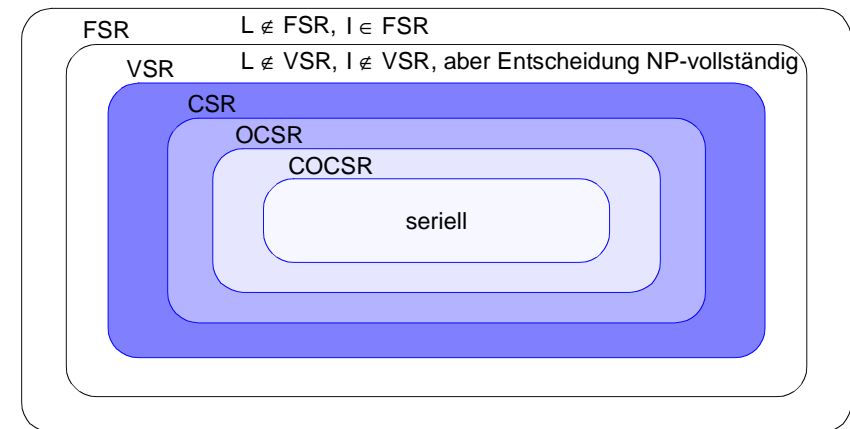 FSR L ∉ FSR, I ∈ FSR
VSR L ∉ VSR, I ∉ VSR, aber Entscheidung NP-vollständig
CSR
OCSR
COCSR
seriell